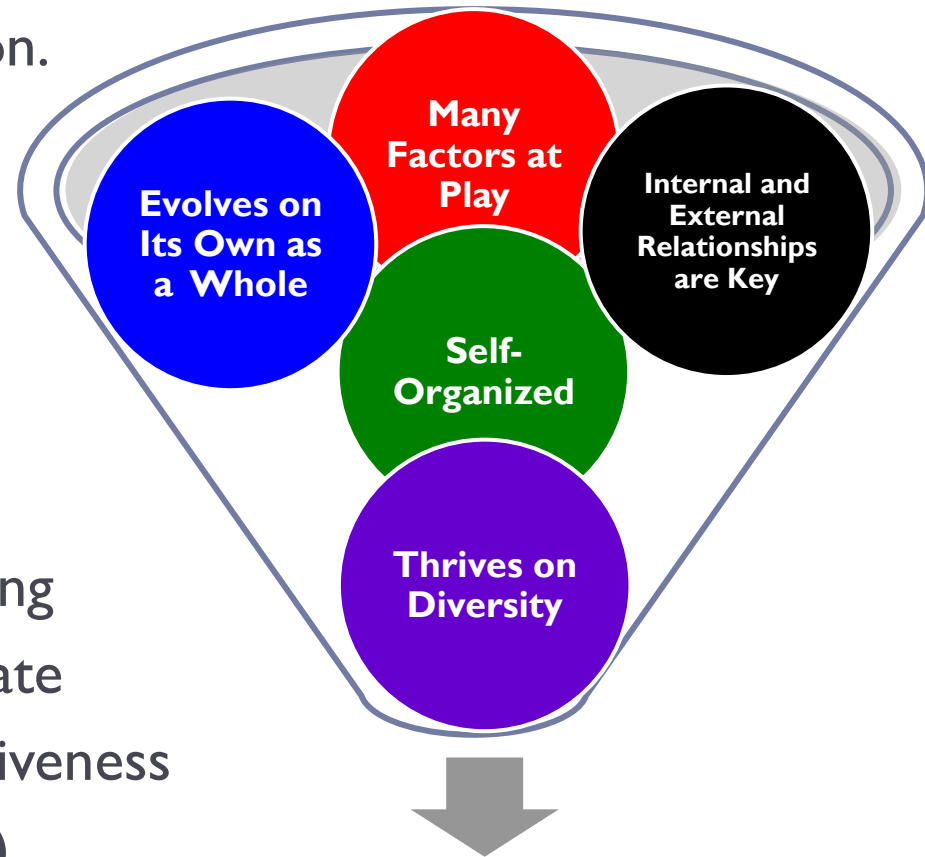 on.
Many
Factors at
Play
Evolves on
Its Own as
a Whole
Internal and
External
Relationships
are Key
Self-
Organized
Thrives on
Diversity
ng
ate
iveness
)